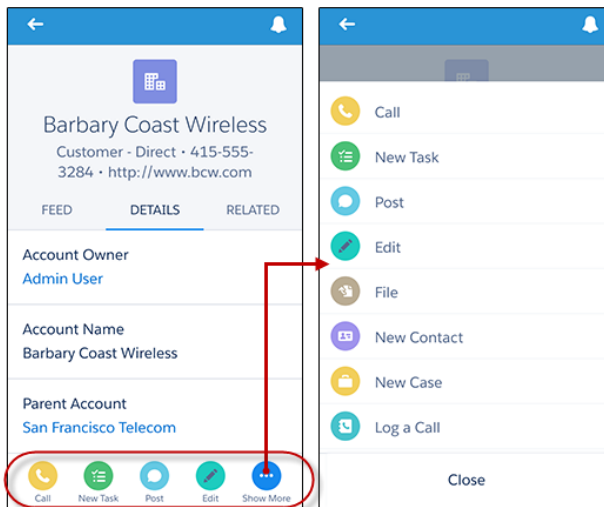 Barbary Coast Wireless
Customer - Direct • 415-555-
3284 • http://www.bcw.com
FEED DETAILS RELATED
Account Owner
Admin User
Account Name
Barbary Coast Wireless
Parent Account
San Francisco Telecom
Call New Task Post Edit Show More
Call
New Task
Post
Edit
File
New Contact
New Case
Log a Call
Close